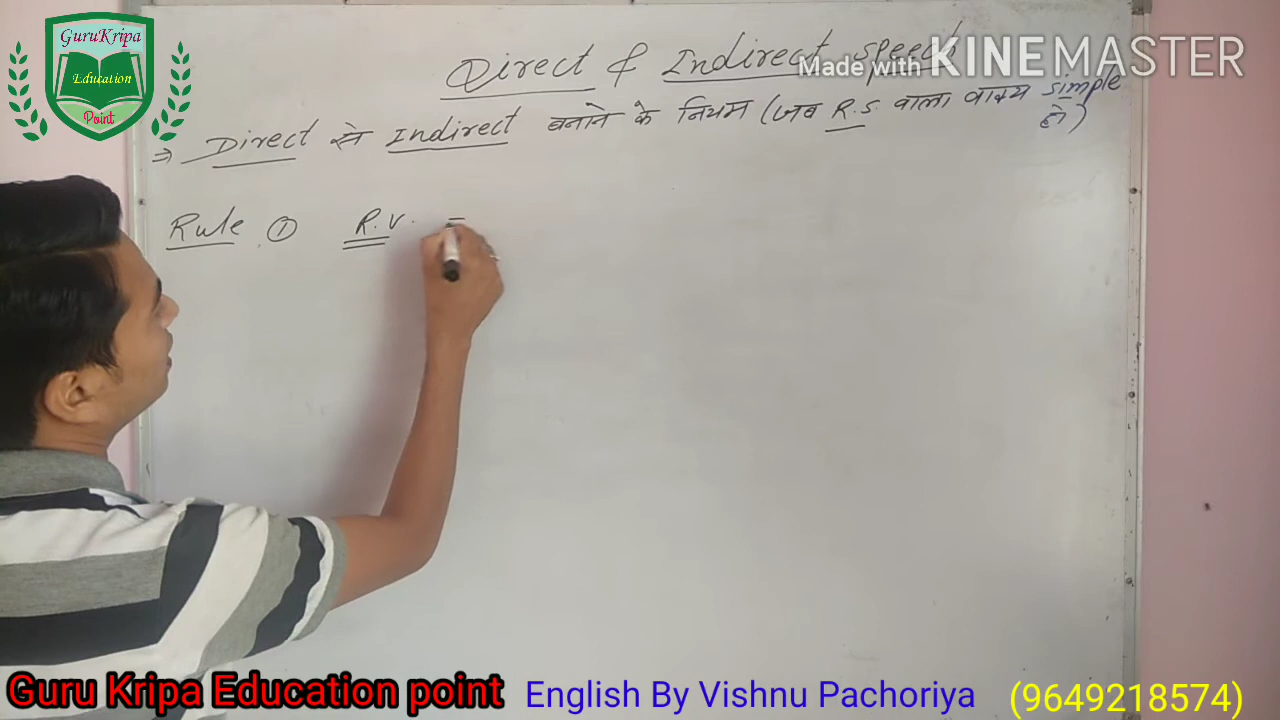 GuruKripa
Education
Point
Direct & Indirect speech
Made with KINEMASTER
⇒ Direct से Indirect बनाने के नियम (जब R.S. वाला वाक्य simple हो)
Rule ① R.V. =
Guru Kripa Education point
English By Vishnu Pachoriya
(9649218574)